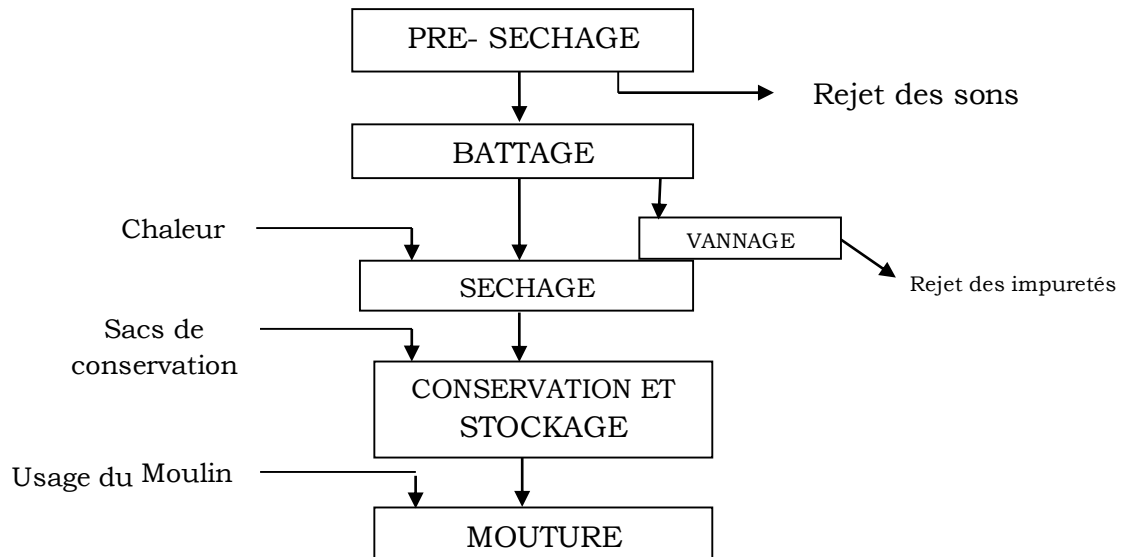 PRE- SECHAGE
Rejet des sons
BATTAGE
Chaleur
VANNAGE
SECHAGE
Rejet des impuretés
Sacs de
conservation
CONSERVATION ET
STOCKAGE
Usage du Moulin
MOUTURE